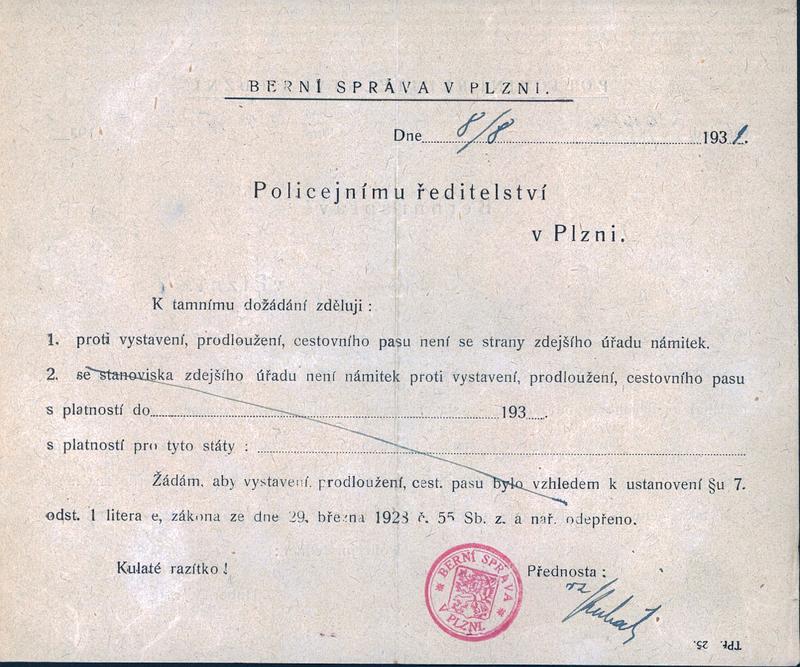 BERNÍ SPRÁVA V PLZNI.
Dne 8/8 1931.
Policejnímu ředitelství
v Plzni.
K tamnímu dožádání zděluji :
1. proti vystavení, prodloužení, cestovního pasu není se strany zdejšího úřadu námitek.
2. se stanoviska zdejšího úřadu není námitek proti vystavení, prodloužení, cestovního pasu
s platností do 193 .
s platností pro tyto státy :
Žádám, aby vystavení, prodloužení, cest. pasu bylo vzhledem k ustanovení §u 7.
odst. 1 litera e, zákona ze dne 29. března 1928 č. 55 Sb. z. a nař. odepřeno.
Kulaté razítko !
Přednosta :
BERNÍ SPRÁVA
V PLZNI.
TPř. 25.